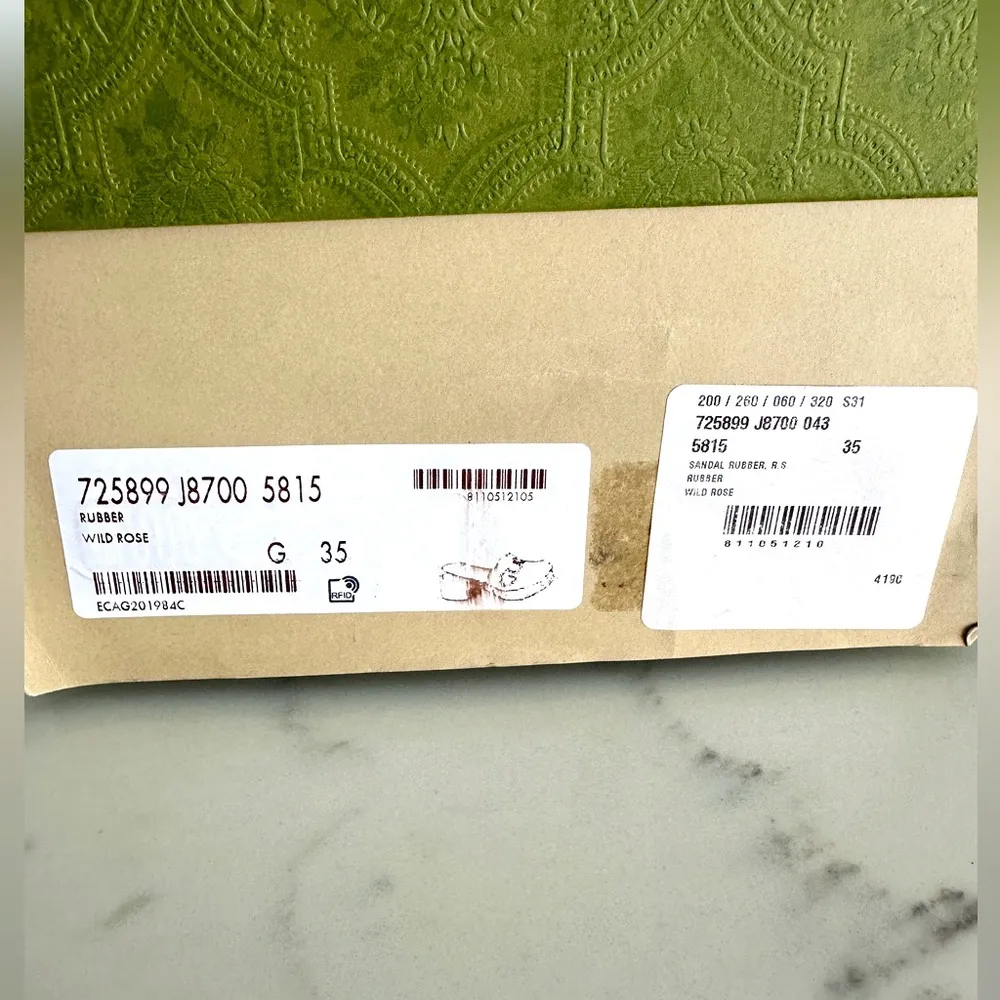 725899 J8700 5815
8110512105
RUBBER
WILD ROSE
G 35
RFID
ECAG201984C
200 / 260 / 060 / 320 S31
725899 J8700 043
5815 35
SANDAL RUBBER, R.S
RUBBER
WILD ROSE
811051210